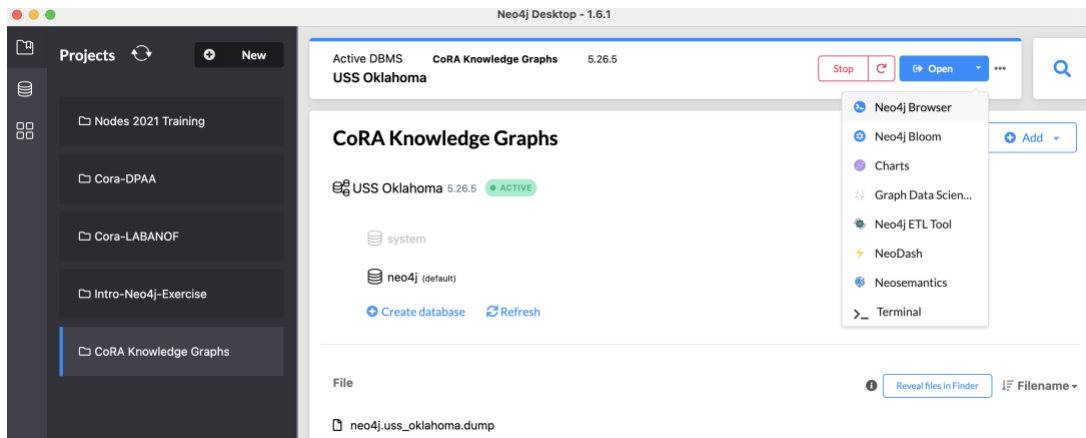 Neo4j Desktop - 1.6.1
Projects
New
Nodes 2021 Training
Cora-DPAA
Cora-LABANOF
Intro-Neo4j-Exercise
CoRA Knowledge Graphs
Active DBMS CoRA Knowledge Graphs 5.26.5
USS Oklahoma
Stop
Open
Neo4j Browser
Neo4j Bloom
Charts
Graph Data Scien...
Neo4j ETL Tool
NeoDash
Neosemantics
Terminal
CoRA Knowledge Graphs
Add
USS Oklahoma 5.26.5 ACTIVE
system
neo4j (default)
Create database Refresh
File
Reveal files in Finder
Filename
neo4j.uss_oklahoma.dump